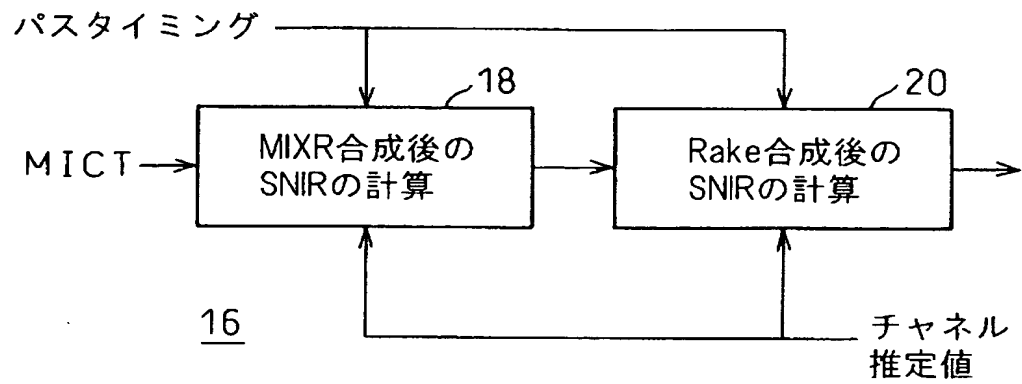 パスタイミング
18
20
MICT
MIXR合成後の
SNIRの計算
Rake合成後の
SNIRの計算
16
チャネル
推定値